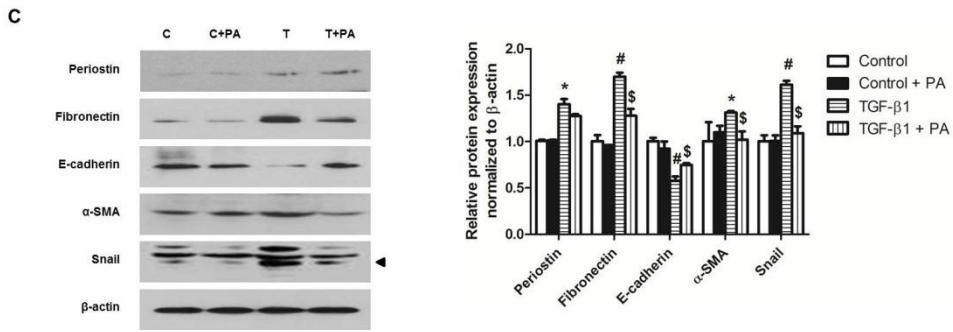 C
C C+PA T T+PA
Periostin
Fibronectin
E-cadherin
α-SMA
Snail
β-actin
Relative protein expression
normalized to β-actin
2.0
1.5
1.0
0.5
0.0
* # # $ $ * $ # $
Periostin
Fibronectin
E-cadherin
α-SMA
Snail
Control
Control + PA
TGF-β1
TGF-β1 + PA